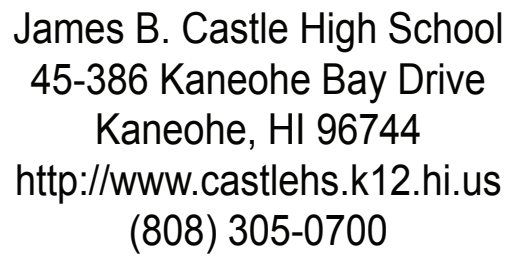 James B. Castle High School
45-386 Kaneohe Bay Drive
Kaneohe, HI 96744
http://www.castlehs.k12.hi.us
(808) 305-0700